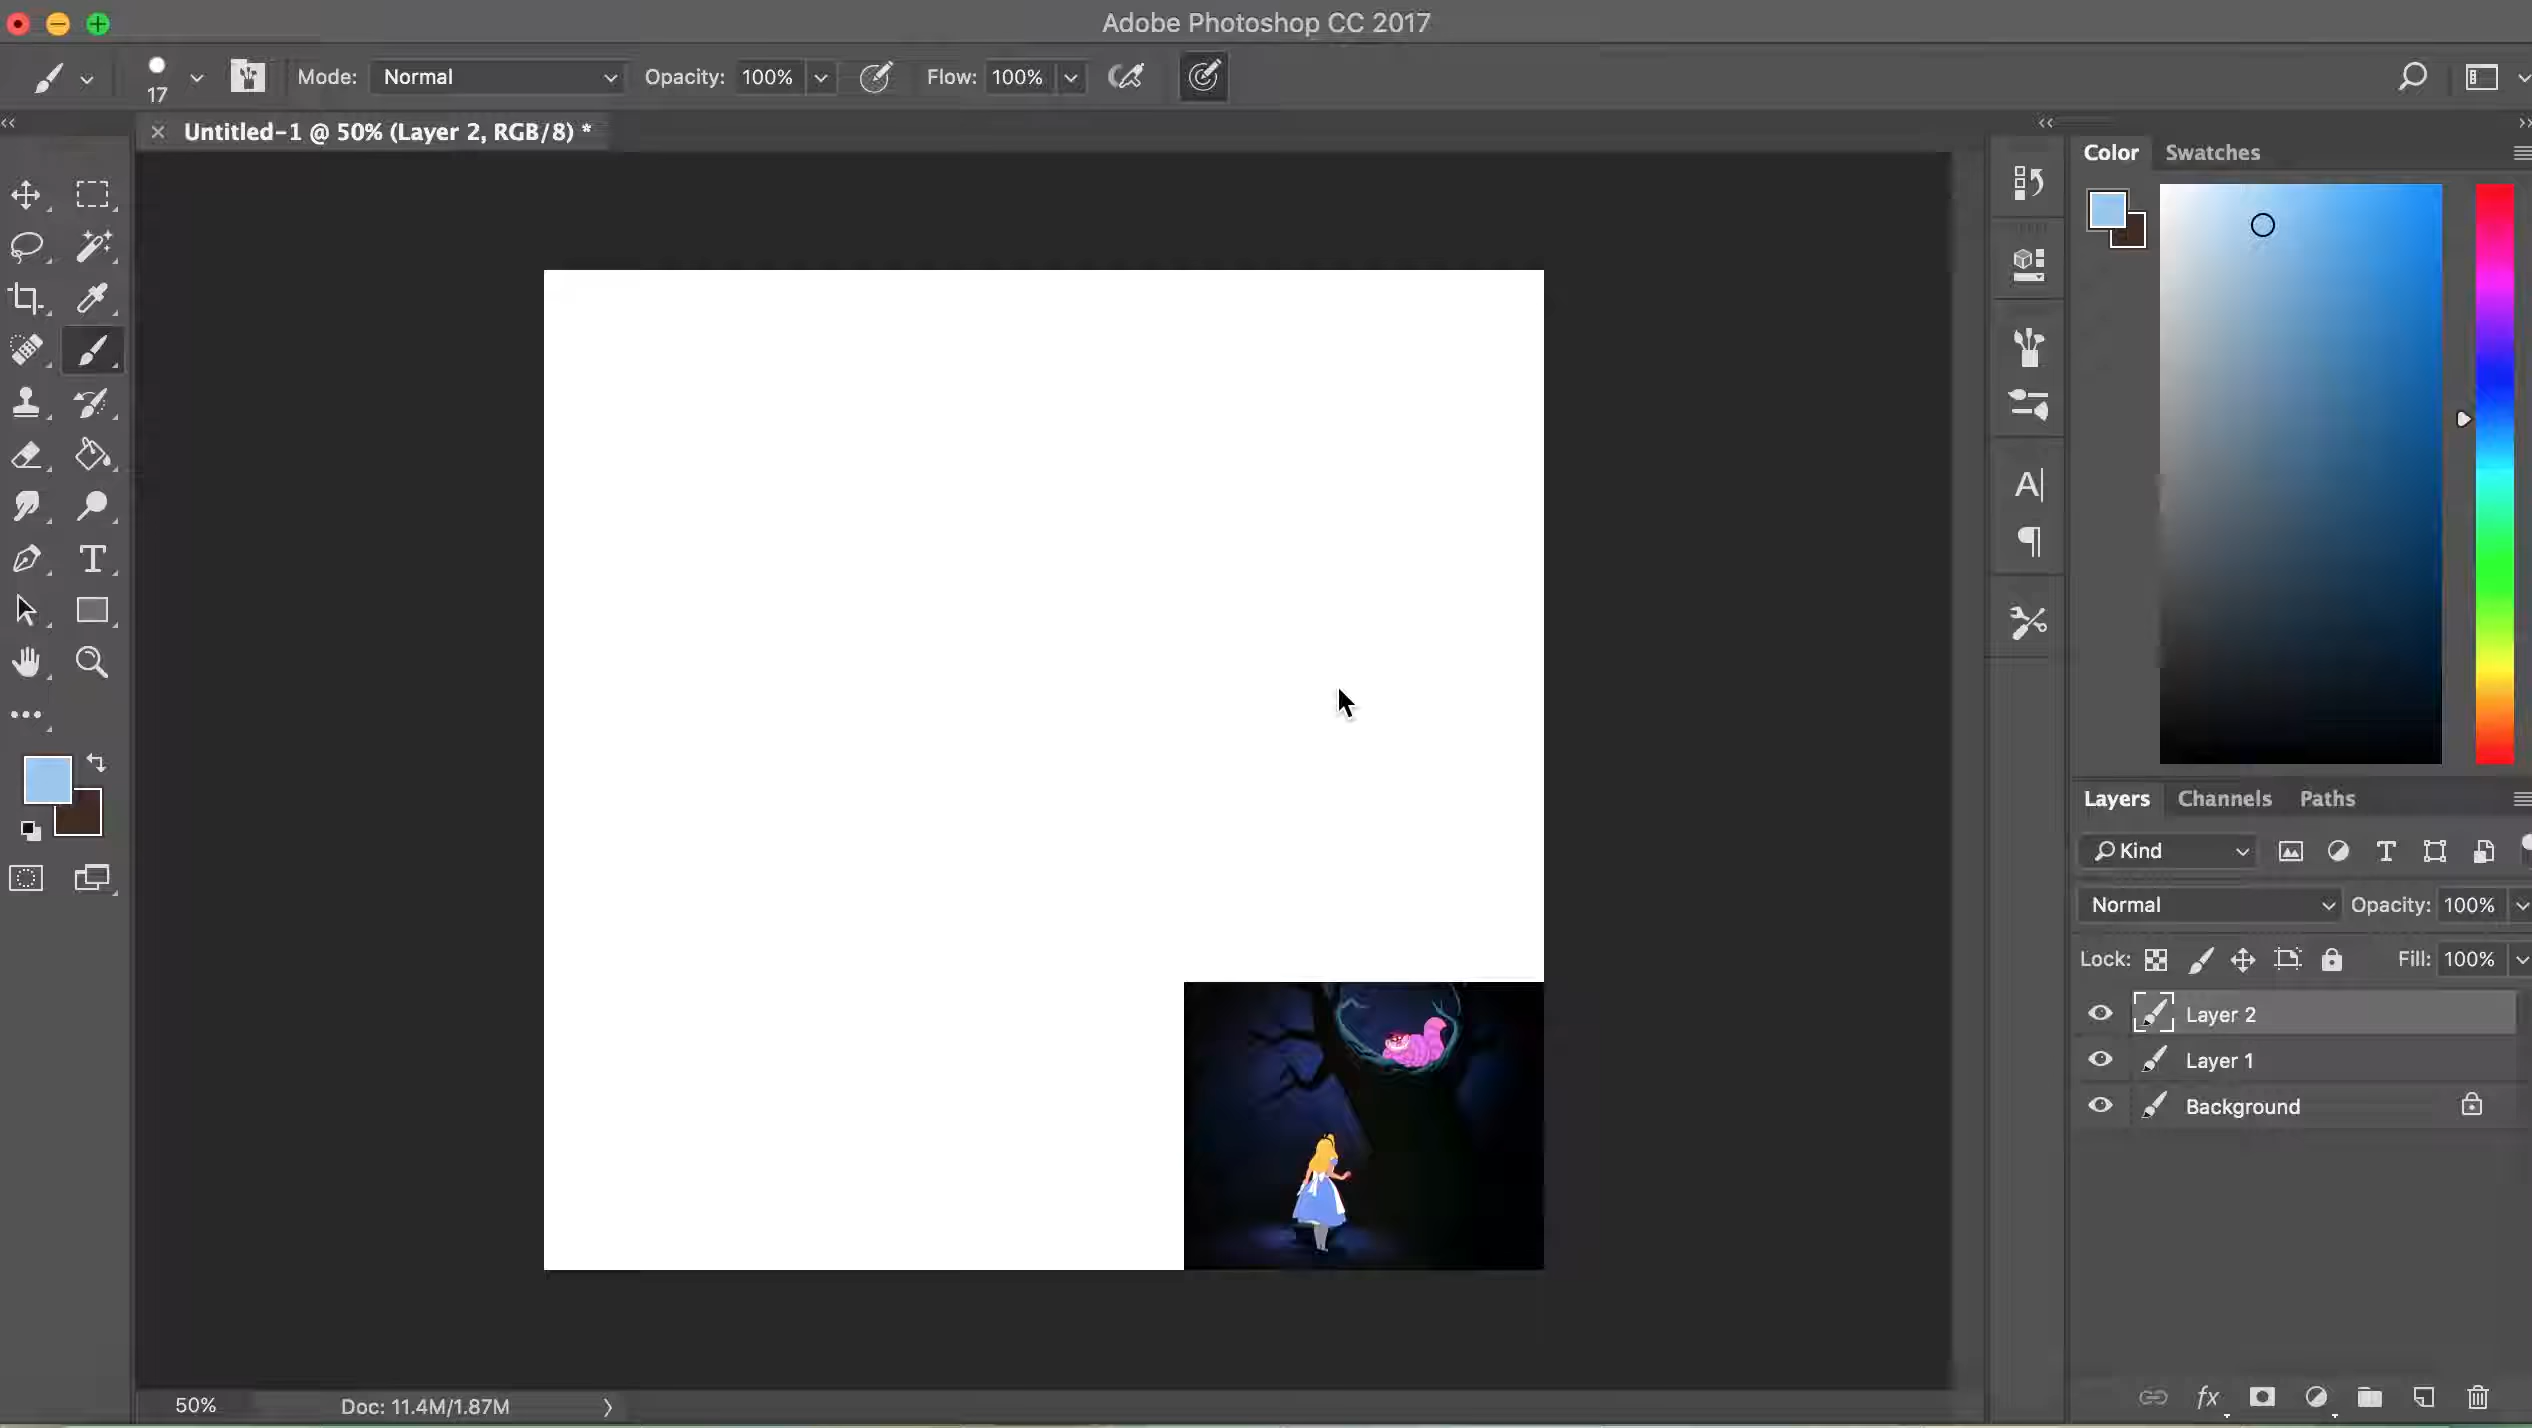 Adobe Photoshop CC 2017
17
Mode: Normal Opacity: 100% Flow: 100%
Untitled-1 @ 50% (Layer 2, RGB/8) *
Color Swatches
Layers Channels Paths
Kind
Normal Opacity: 100%
Lock: Fill: 100%
Layer 2
Layer 1
Background
fx
50% Doc: 11.4M/1.87M